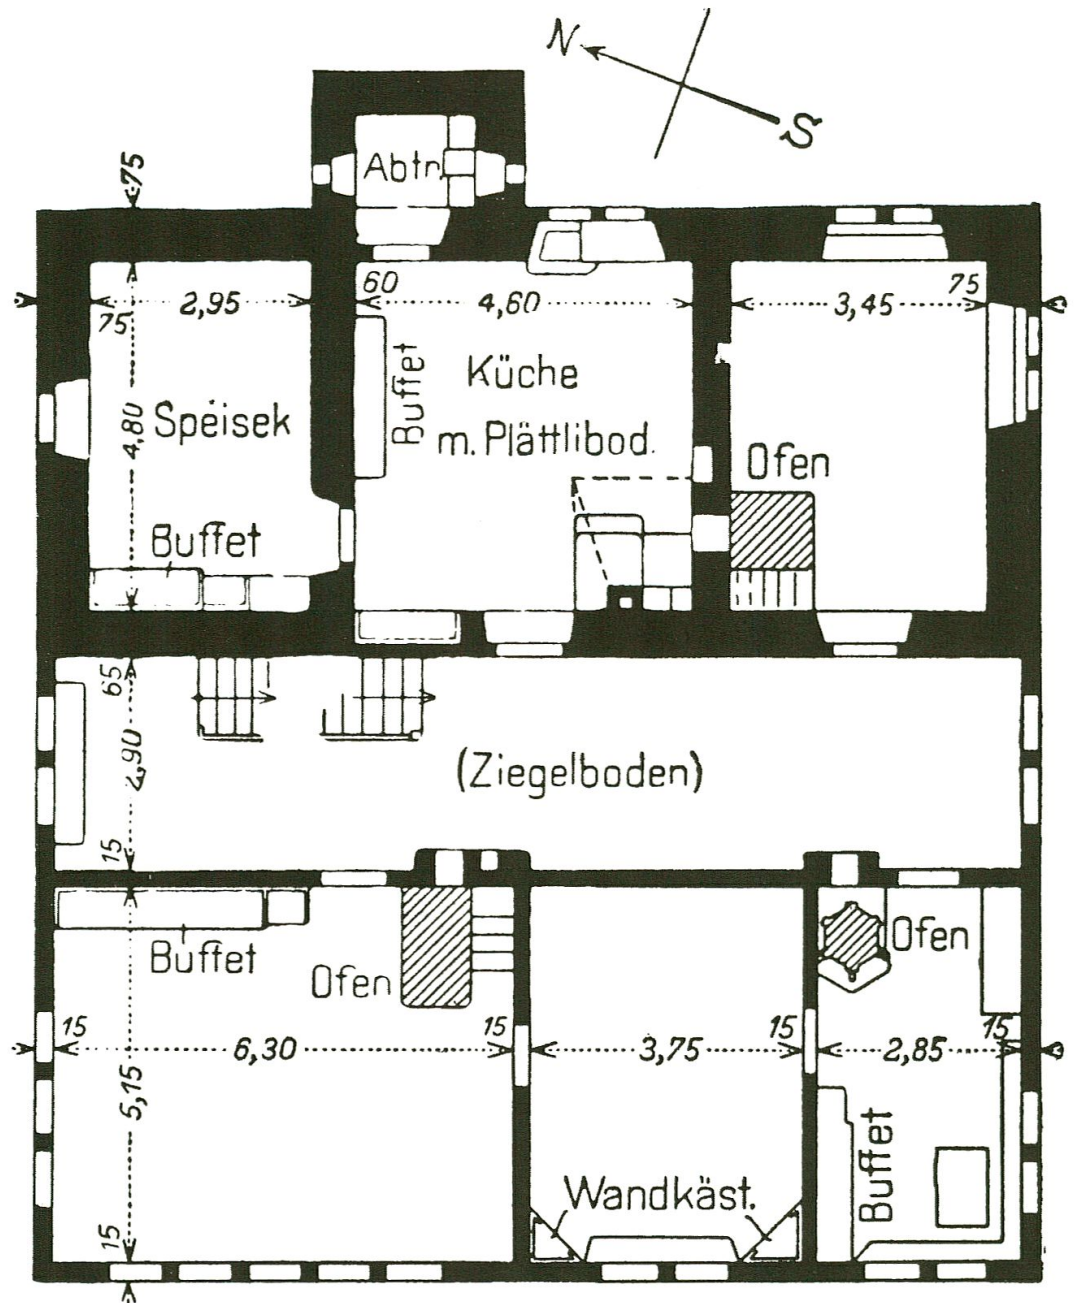 N
S
75
Abtr.
60
75
2,95
4,60
3,45
75
Buffet
Küche
m. Plättlibod.
Speisek
4,80
Ofen
Buffet
65
2,90
(Ziegelboden)
15
Buffet
Ofen
Ofen
15
15
15
15
6,30
3,75
2,85
5,15
Buffet
Wandkäst.
15